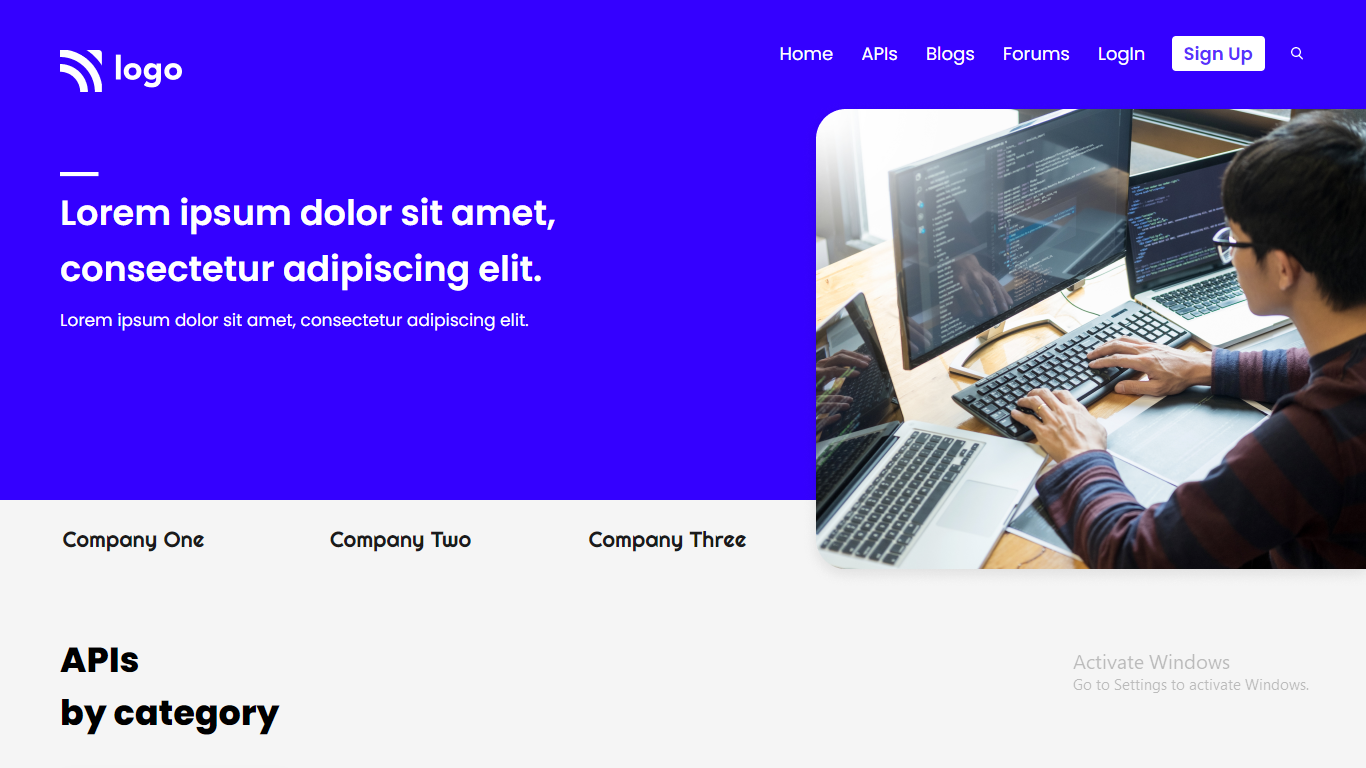 logo
Home APIs Blogs Forums LogIn Sign Up
Lorem ipsum dolor sit amet,
consectetur adipiscing elit.
Lorem ipsum dolor sit amet, consectetur adipiscing elit.
Company One Company Two Company Three
APIs
by category
Activate Windows
Go to Settings to activate Windows.